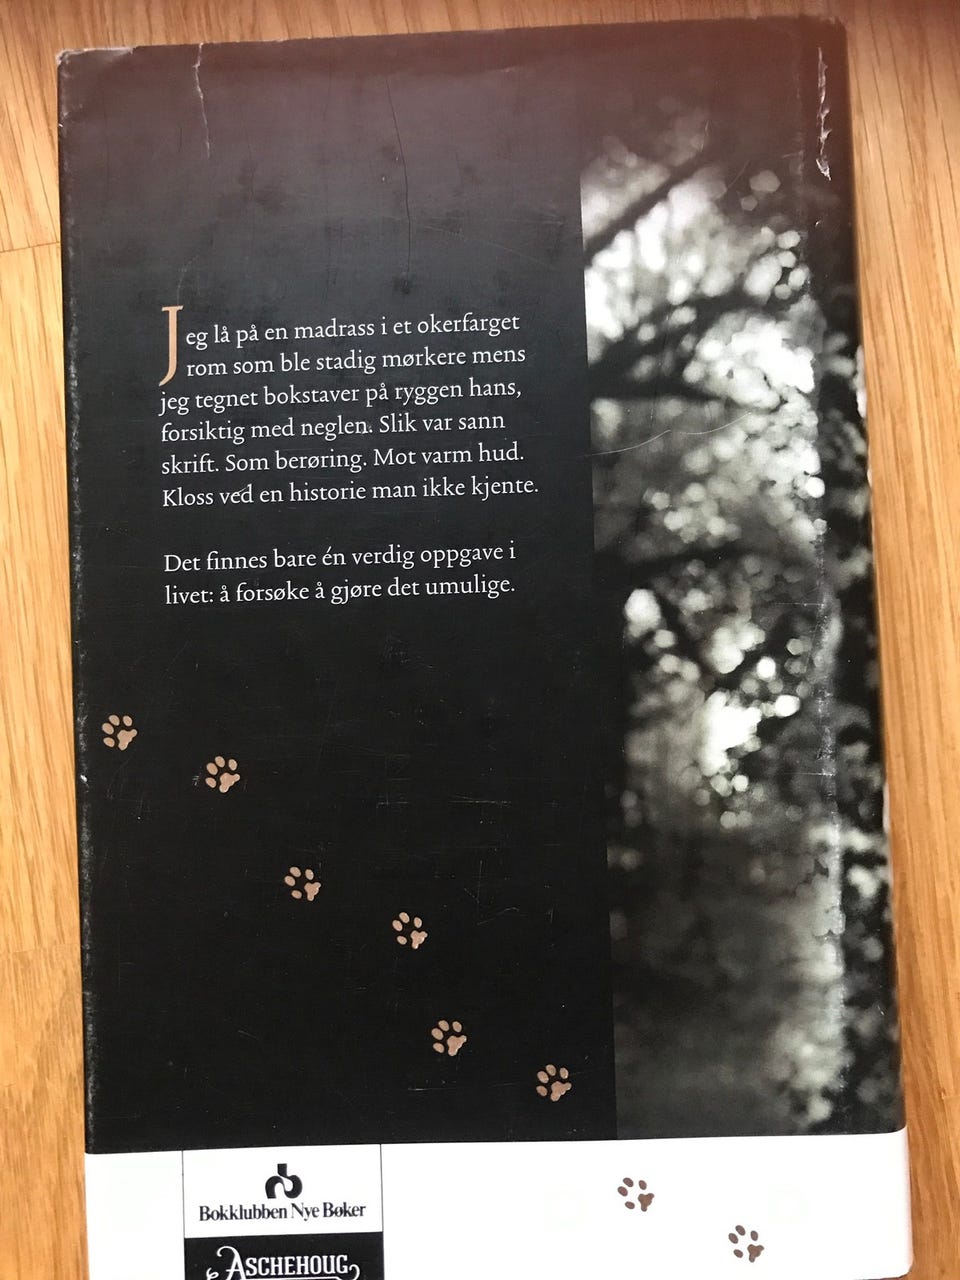 Jeg lå på en madrass i et okerfarget
rom som ble stadig mørkere mens
jeg tegnet bokstaver på ryggen hans,
forsiktig med neglen. Slik var sann
skrift. Som berøring. Mot varm hud.
Kloss ved en historie man ikke kjente.
Det finnes bare én verdig oppgave i
livet: å forsøke å gjøre det umulige.
Bokklubben Nye Bøker
ASCHEHOUG